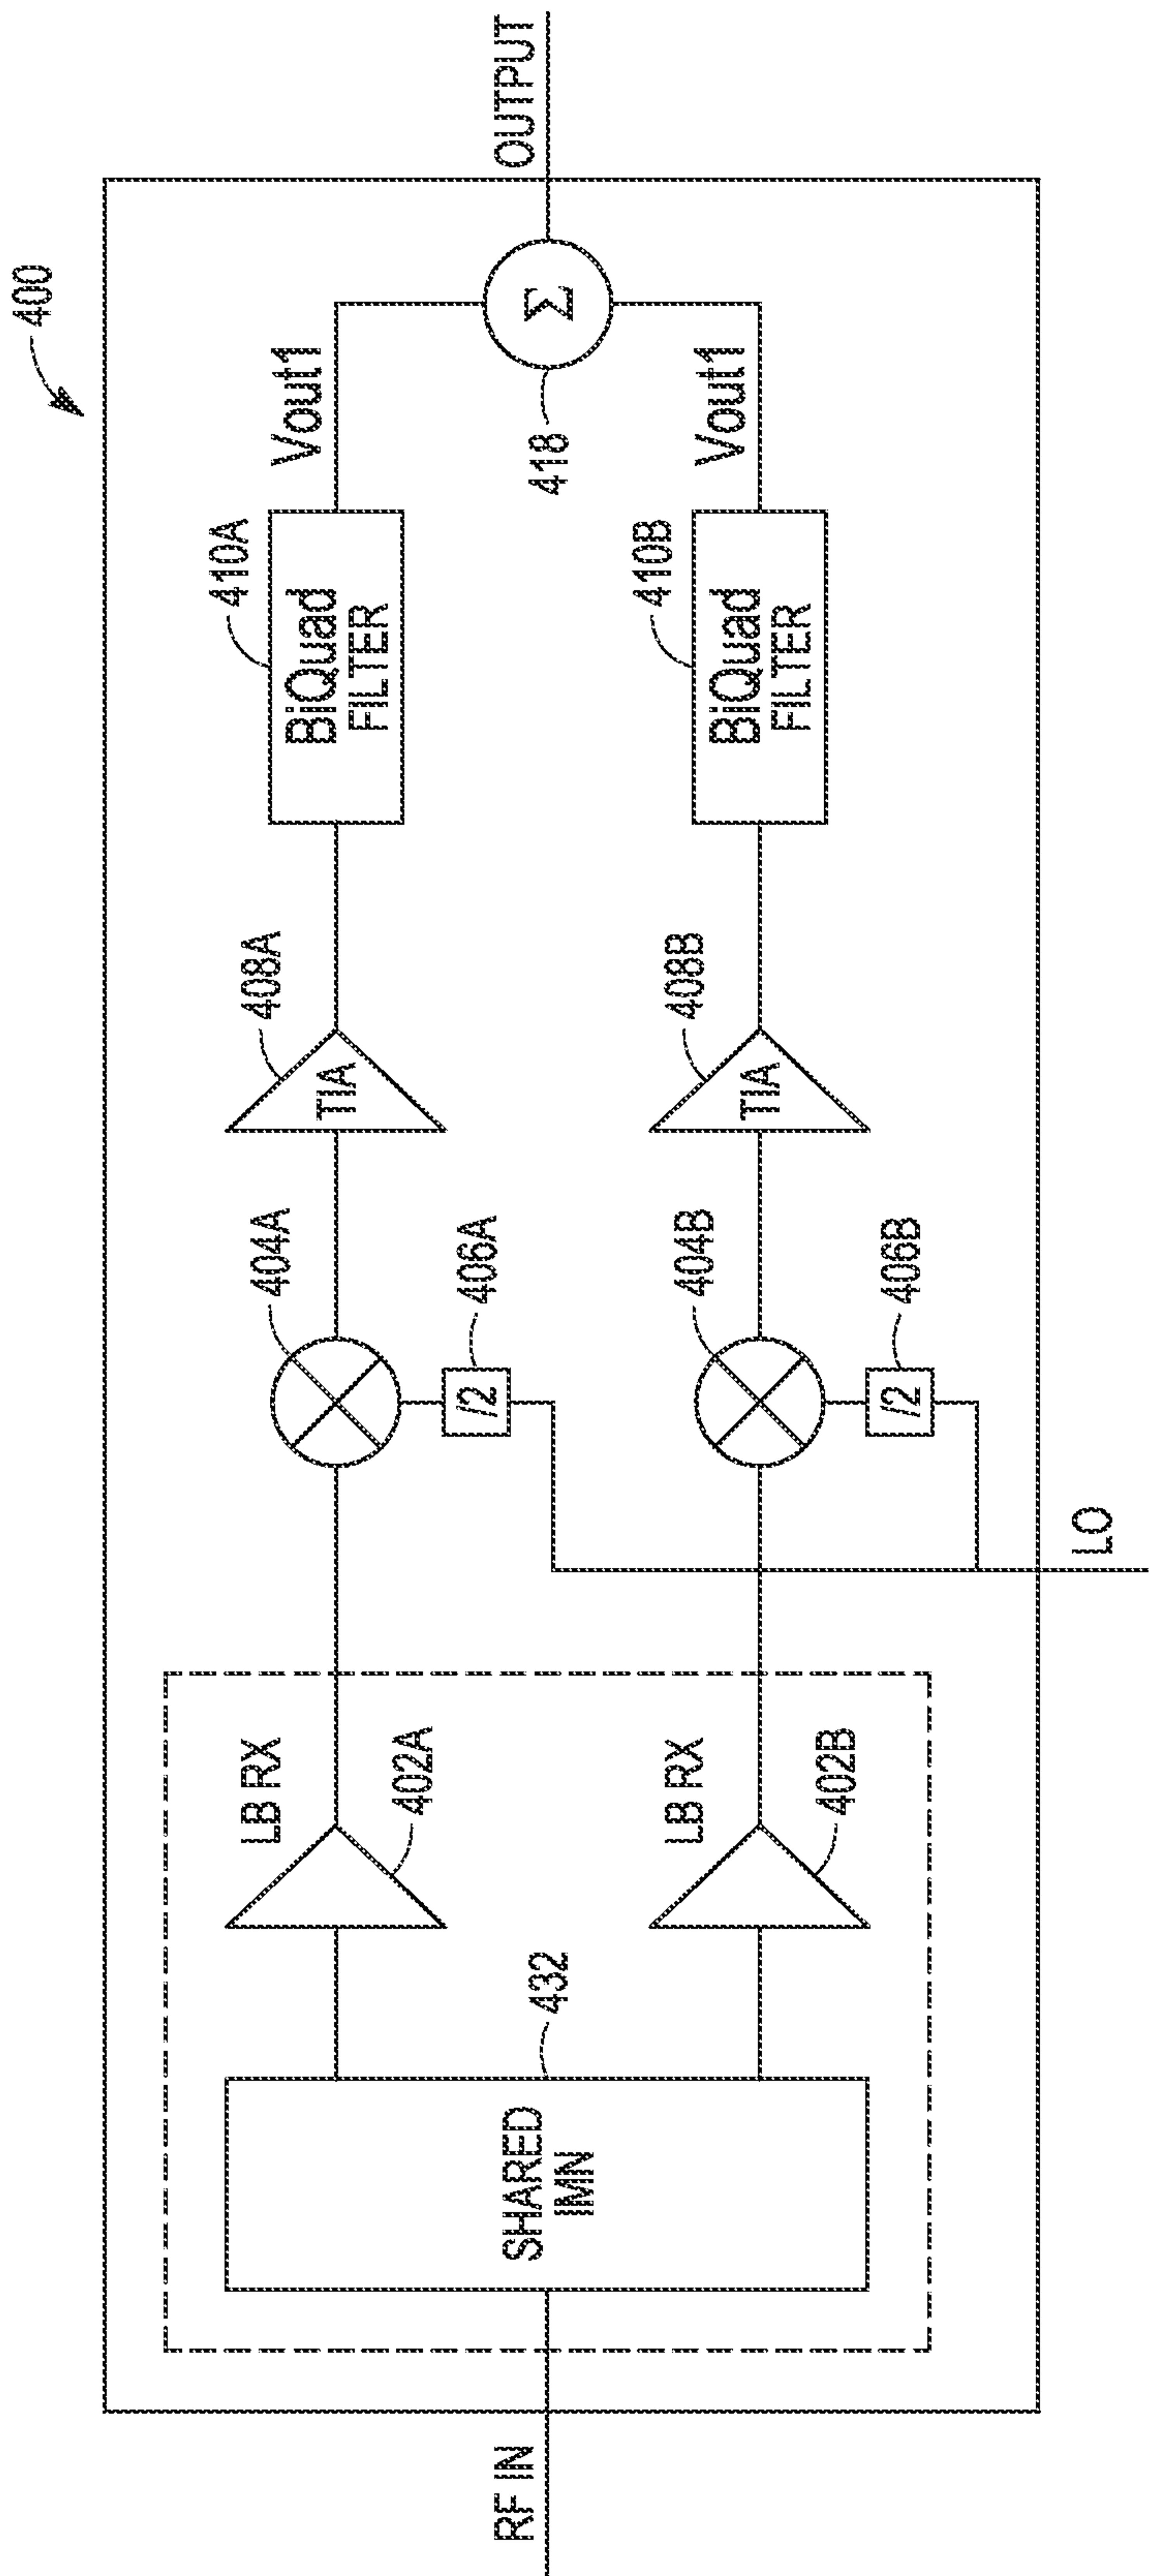 400
RF IN
SHARED
IMN
432
LB RX
402A
404A
/2
406A
TIA
408A
BiQuad
FILTER
410A
Vout1
LB RX
402B
404B
/2
406B
TIA
408B
BiQuad
FILTER
410B
Vout1
Σ
418
OUTPUT
LO